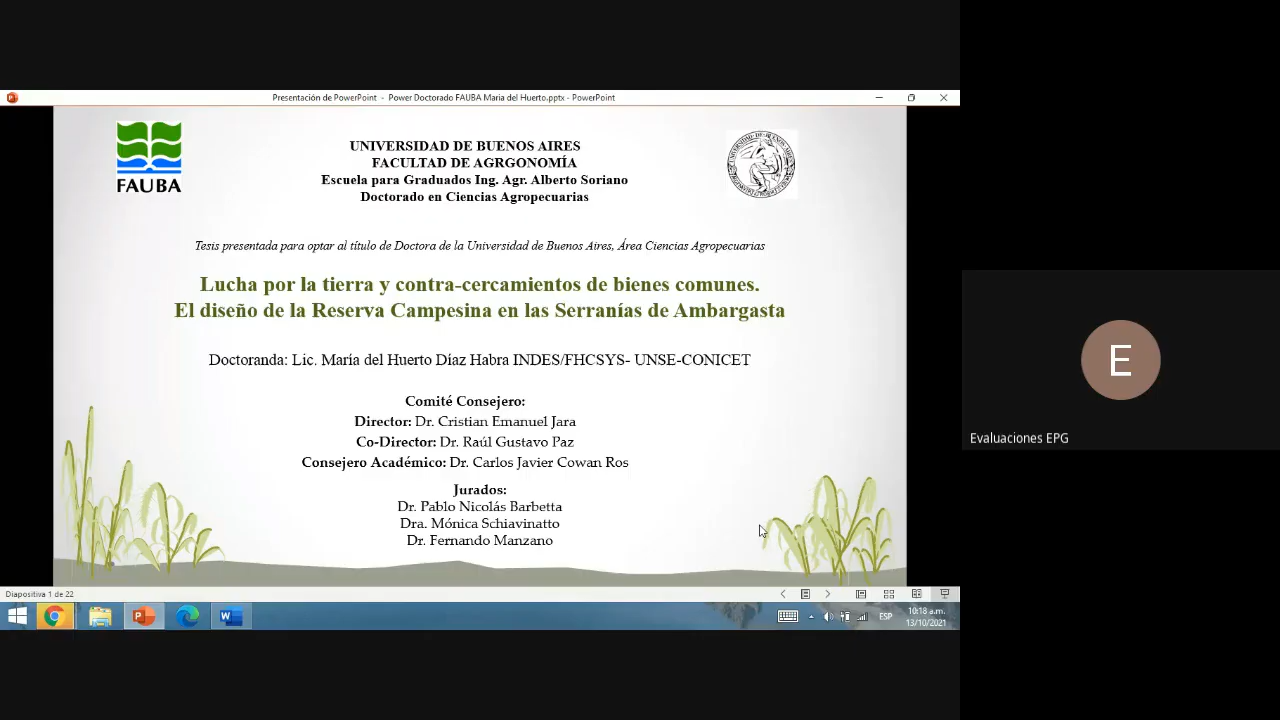 Presentación de PowerPoint - Power Doctorado FAUBA Maria del Huerto.pptx - PowerPoint
FAUBA
UNIVERSIDAD DE BUENOS AIRES
FACULTAD DE AGRGONOMÍA
Escuela para Graduados Ing. Agr. Alberto Soriano
Doctorado en Ciencias Agropecuarias
Tesis presentada para optar al título de Doctora de la Universidad de Buenos Aires, Área Ciencias Agropecuarias
Lucha por la tierra y contra-cercamientos de bienes comunes.
El diseño de la Reserva Campesina en las Serranías de Ambargasta
Doctoranda: Lic. María del Huerto Díaz Habra INDES/FHCSYS- UNSE-CONICET
Comité Consejero:
Director: Dr. Cristian Emanuel Jara
Co-Director: Dr. Raúl Gustavo Paz
Consejero Académico: Dr. Carlos Javier Cowan Ros
Jurados:
Dr. Pablo Nicolás Barbetta
Dra. Mónica Schiavinatto
Dr. Fernando Manzano
E
Evaluaciones EPG
Diapositiva 1 de 22
ESP
10:18 a.m.
13/10/2021